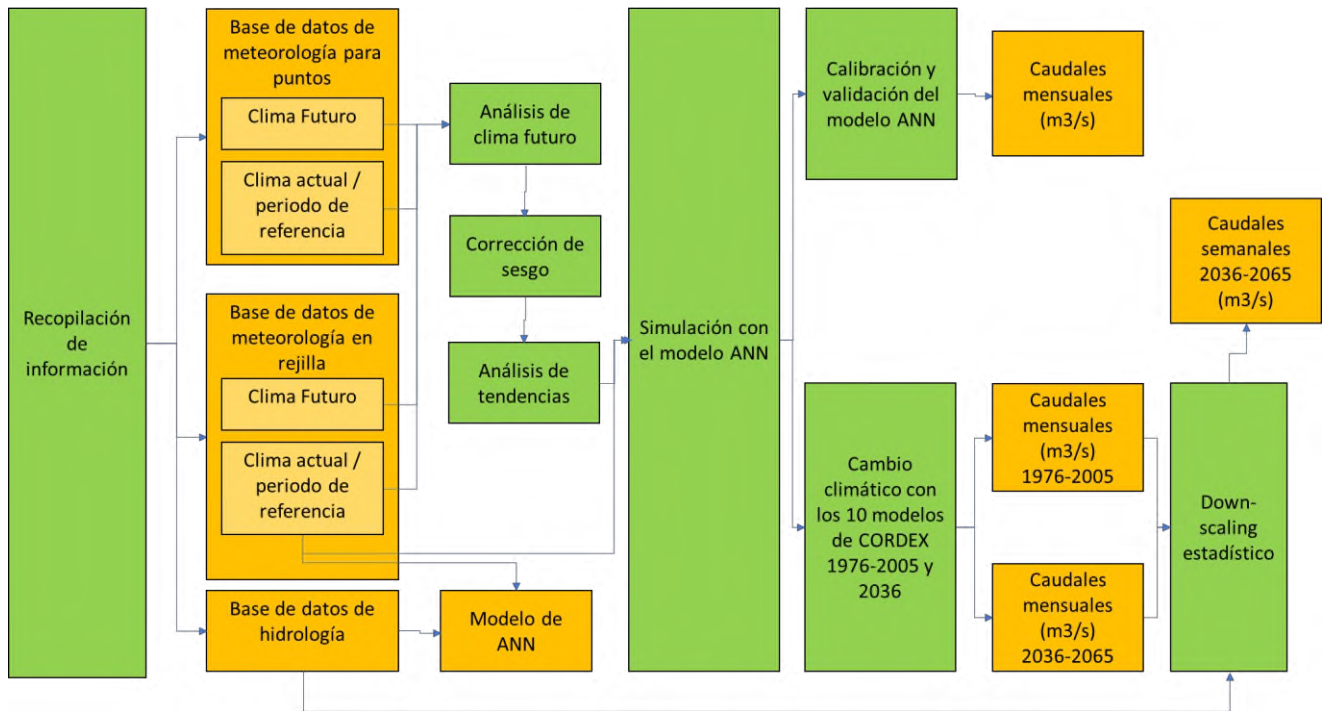 Recopilación
de
información
Base de datos de
meteorología para
puntos
Clima Futuro
Clima actual /
periodo de
referencia
Base de datos de
meteorología en
rejilla
Clima Futuro
Clima actual /
periodo de
referencia
Base de datos de
hidrología
Análisis de
clima futuro
Corrección de
sesgo
Análisis de
tendencias
Modelo de
ANN
Simulación con
el modelo ANN
Calibración y
validación del
modelo ANN
Caudales
mensuales
(m3/s)
Cambio
climático con
los 10 modelos
de CORDEX
1976-2005 y
2036
Caudales
mensuales
(m3/s)
1976-2005
Caudales
mensuales
(m3/s)
2036-2065
Caudales
semanales
2036-2065
(m3/s)
Down-
scaling
estadístico